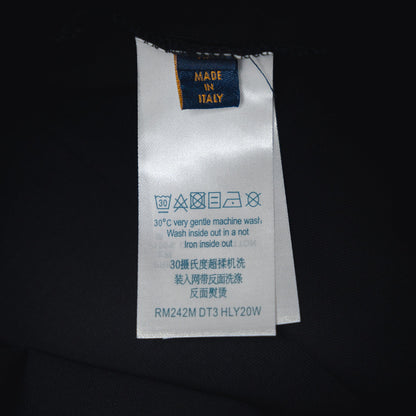 MADE
IN
ITALY
30
30°C very gentle machine wash
Wash inside out in a not
Iron inside out
30摄氏度超揉机洗
装入网带反面洗涤
反面熨烫
RM242M DT3 HLY20W